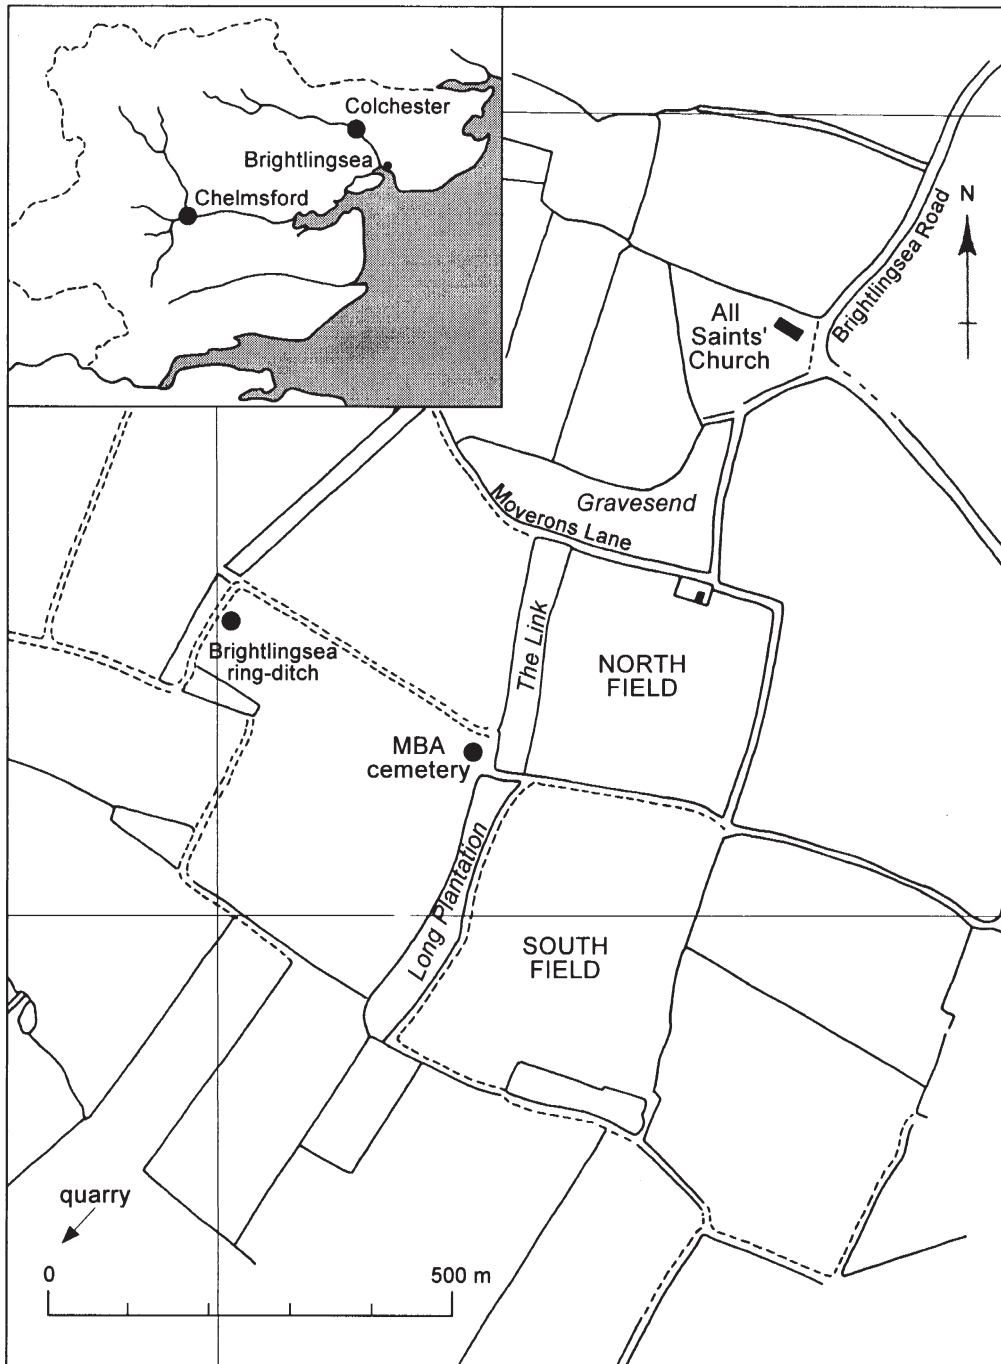 Colchester
Brightlingsea
Chelmsford
N
Brightlingsea Road
All
Saints'
Church
Gravesend
Moverons Lane
The Link
Brightlingsea
ring-ditch
NORTH
FIELD
MBA
cemetery
Long Plantation
SOUTH
FIELD
quarry
0
500 m